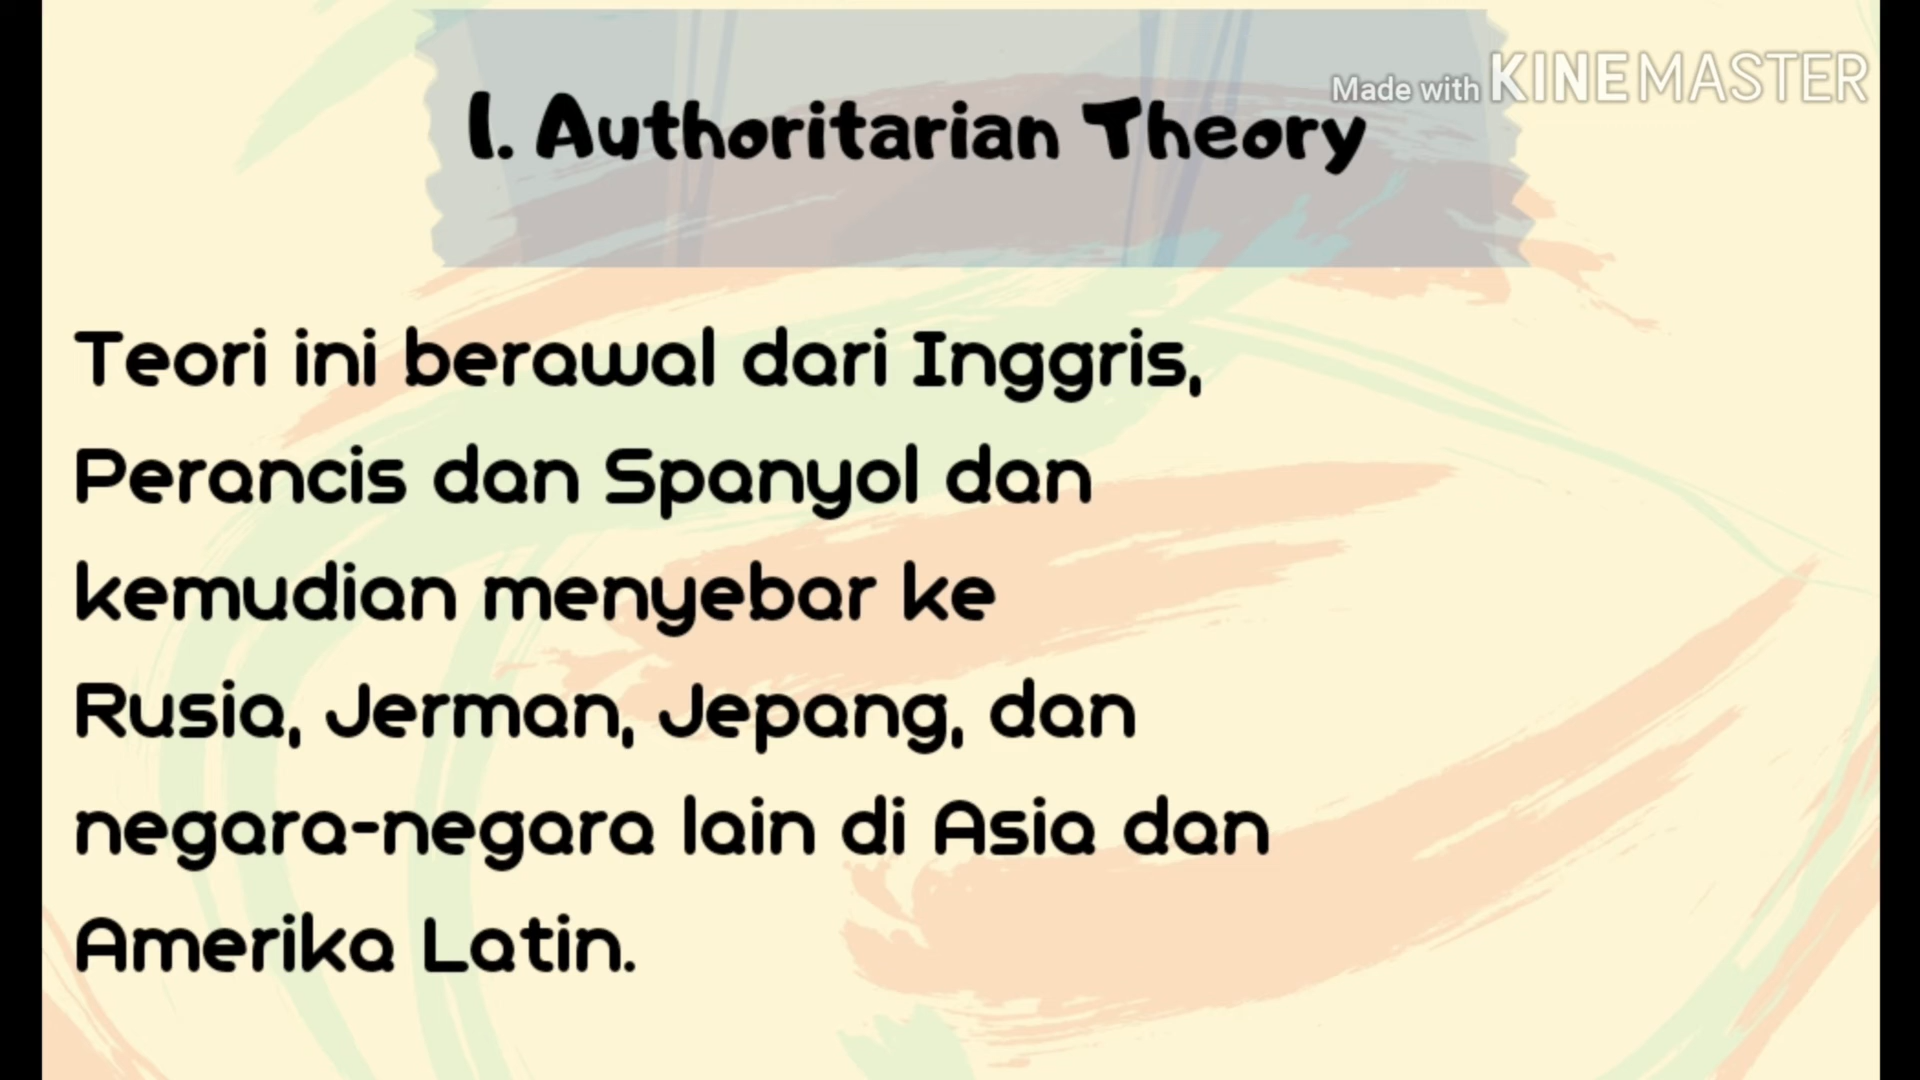 Made with KINEMASTER
1. Authoritarian Theory
Teori ini berawal dari Inggris,
Perancis dan Spanyol dan
kemudian menyebar ke
Rusia, Jerman, Jepang, dan
negara-negara lain di Asia dan
Amerika Latin.